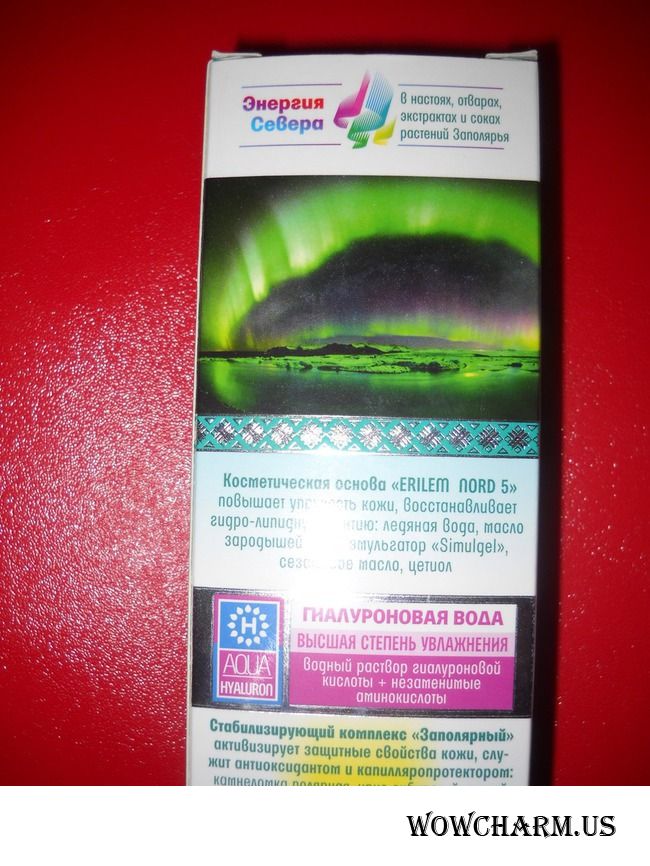 Энергия
Севера
в настоях, отварах,
экстрактах и соках
растений Заполярья
Косметическая основа «ERILEM NORD 5»
повышает кожи, восстанавливает
ледяная вода, масло
зародышей «Simulgel»,
масло, цетиол
H
AQUA
HYALURON
ГИАЛУРОНОВАЯ ВОДА
ВЫСШАЯ СТЕПЕНЬ УВЛАЖНЕНИЯ
водный раствор гиалуроновой
кислоты + незаменимые
аминокислоты
Стабилизирующий комплекс «Заполярный»
активизирует защитные свойства кожи, слу-
жит антиоксидантом и капилляропротектором:
камнеломка полярная,
WOWCHARM.US